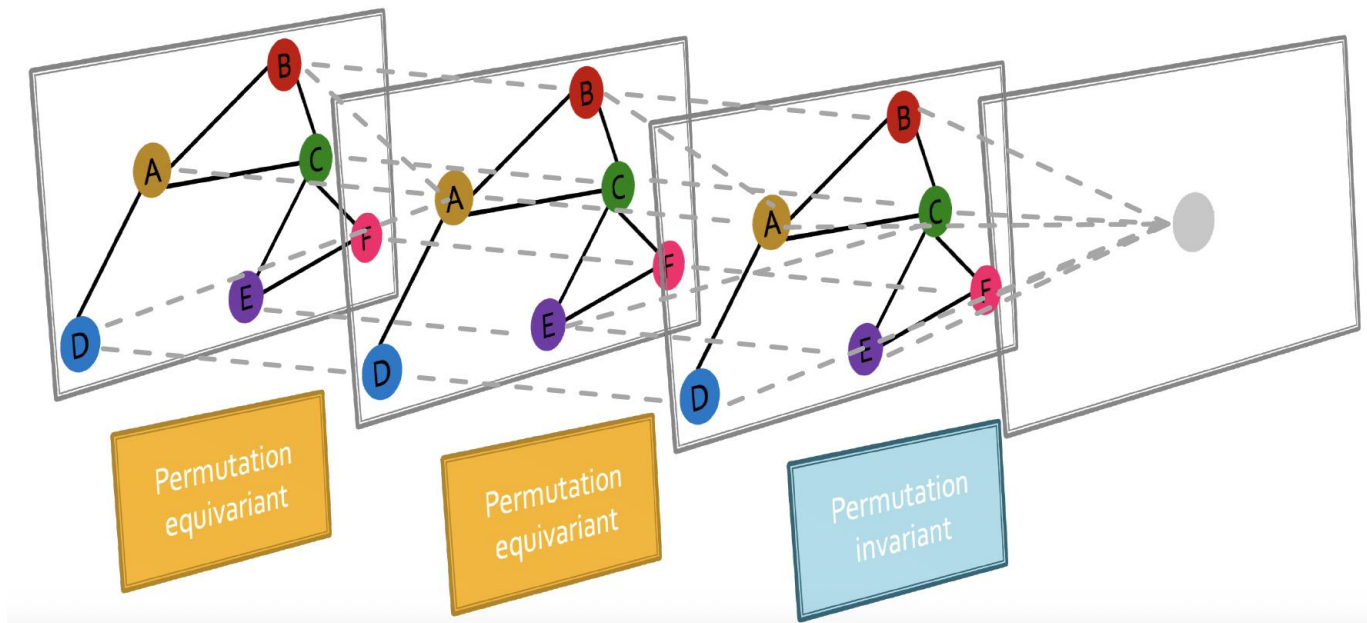 B
A
C
F
E
D
B
A
C
F
E
D
B
A
C
F
E
D
Permutation
equivariant
Permutation
equivariant
Permutation
invariant